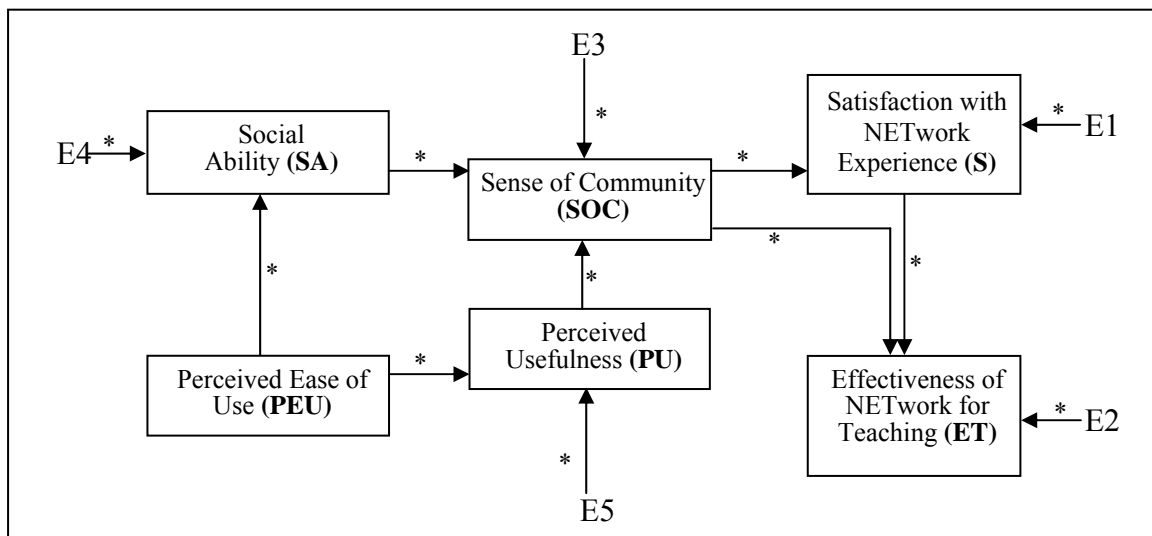 E3
*
Satisfaction with
NETwork
Experience (S)
*
E1
E4
*
Social
Ability (SA)
*
Sense of Community
(SOC)
*
*
*
*
*
Perceived
Usefulness (PU)
Perceived Ease of
Use (PEU)
*
Effectiveness of
NETwork for
Teaching (ET)
*
E2
*
E5